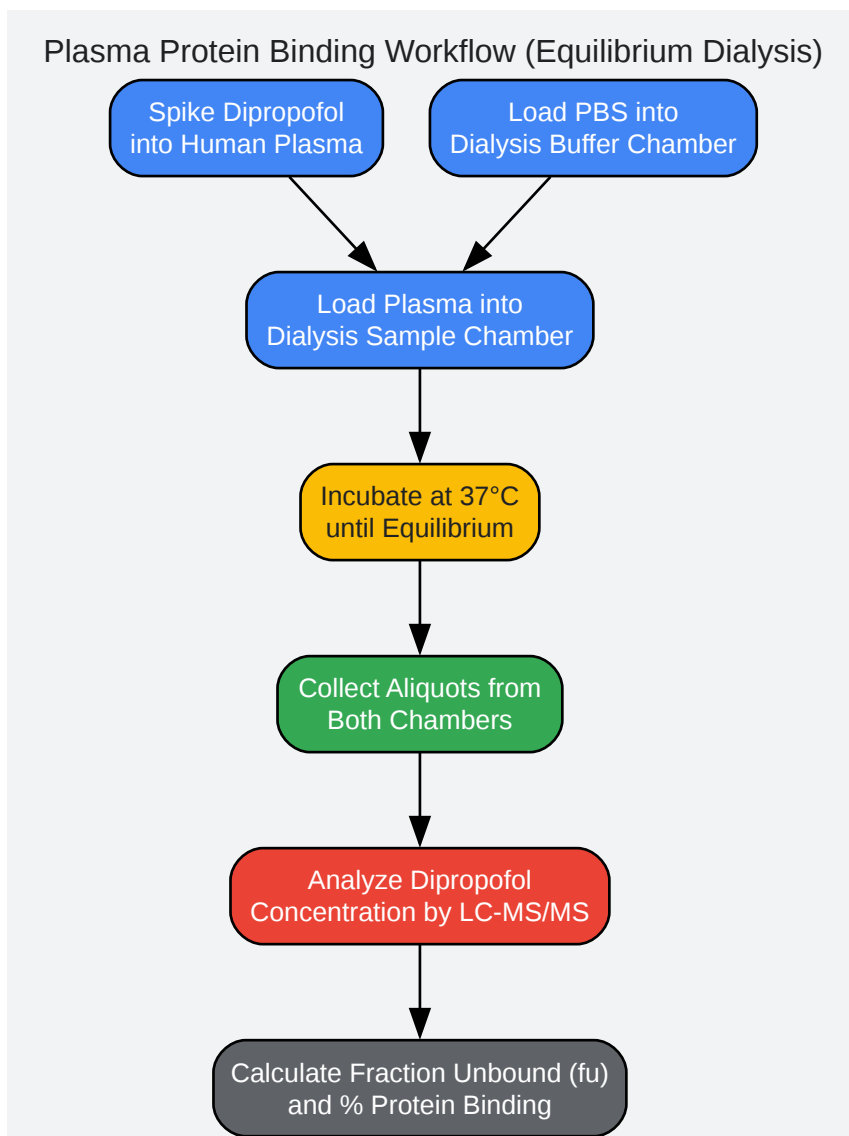 Plasma Protein Binding Workflow (Equilibrium Dialysis)
Spike Dipropofol
into Human Plasma
Load PBS into
Dialysis Buffer Chamber
Load Plasma into
Dialysis Sample Chamber
Incubate at 37°C
until Equilibrium
Collect Aliquots from
Both Chambers
Analyze Dipropofol
Concentration by LC-MS/MS
Calculate Fraction Unbound (fu)
and % Protein Binding